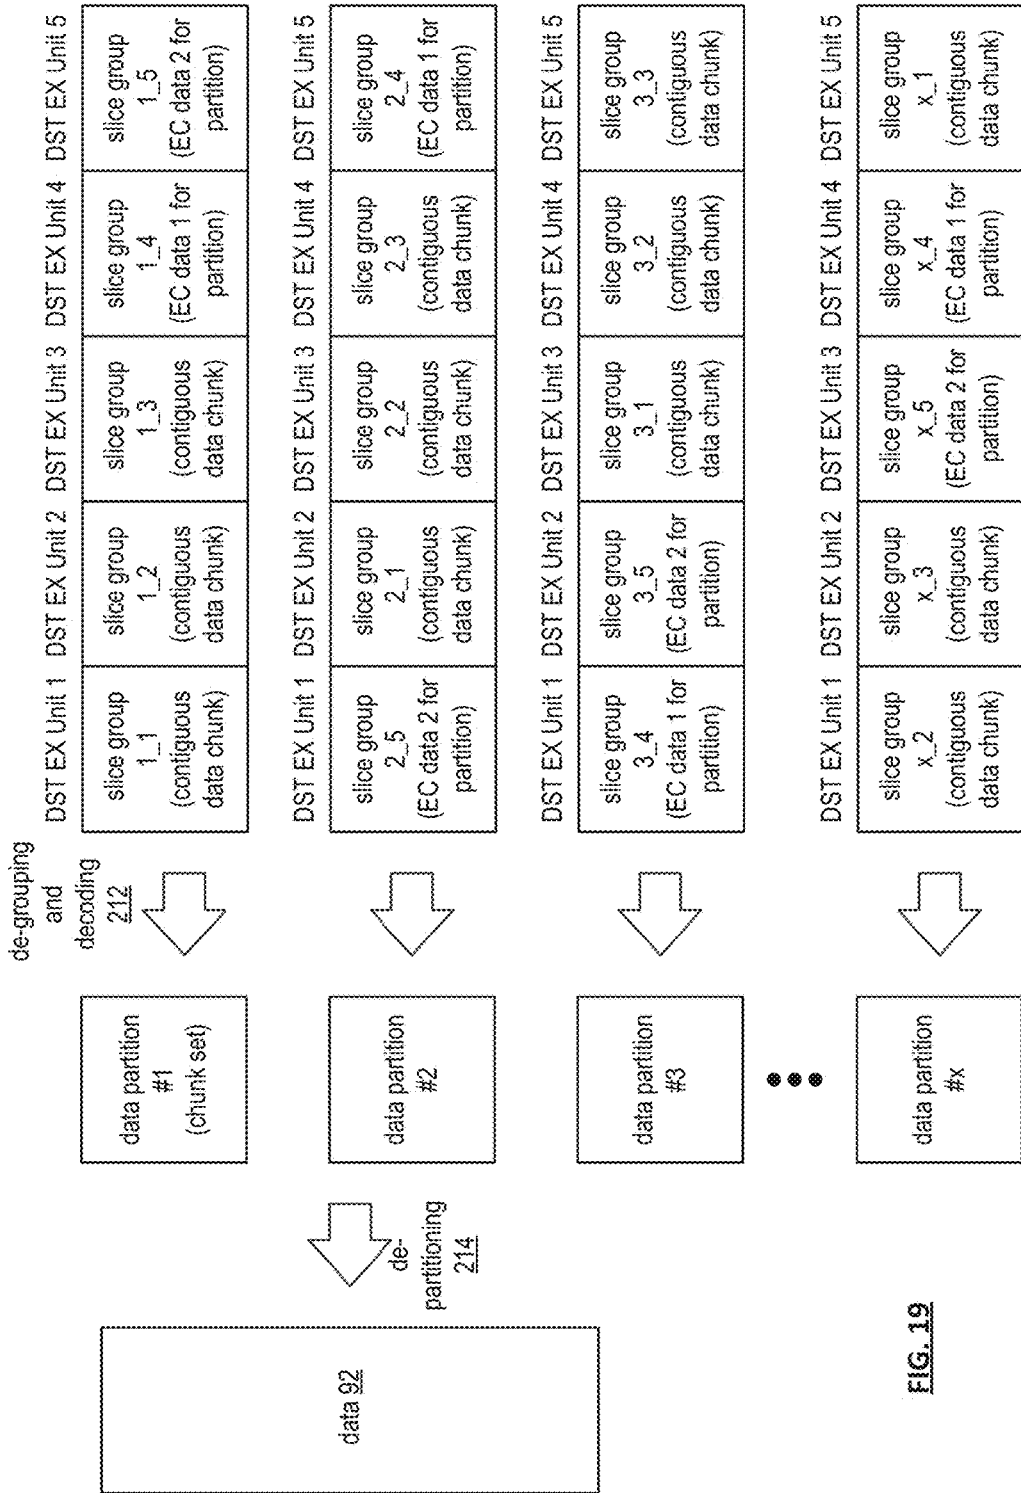 de-grouping
and
decoding
212
DST EX Unit 1 DST EX Unit 2 DST EX Unit 3 DST EX Unit 4 DST EX Unit 5
data partition
#1
(chunk set)
slice group
1_1
(contiguous
data chunk)
slice group
1_2
(contiguous
data chunk)
slice group
1_3
(contiguous
data chunk)
slice group
1_4
(EC data 1 for
partition)
slice group
1_5
(EC data 2 for
partition)
data 92
de-
partitioning
214
DST EX Unit 1 DST EX Unit 2 DST EX Unit 3 DST EX Unit 4 DST EX Unit 5
data partition
#2
slice group
2_5
(EC data 2 for
partition)
slice group
2_1
(contiguous
data chunk)
slice group
2_2
(contiguous
data chunk)
slice group
2_3
(contiguous
data chunk)
slice group
2_4
(EC data 1 for
partition)
DST EX Unit 1 DST EX Unit 2 DST EX Unit 3 DST EX Unit 4 DST EX Unit 5
data partition
#3
slice group
3_4
(EC data 1 for
partition)
slice group
3_5
(EC data 2 for
partition)
slice group
3_1
(contiguous
data chunk)
slice group
3_2
(contiguous
data chunk)
slice group
3_3
(contiguous
data chunk)
DST EX Unit 1 DST EX Unit 2 DST EX Unit 3 DST EX Unit 4 DST EX Unit 5
data partition
#x
slice group
x_2
(contiguous
data chunk)
slice group
x_3
(contiguous
data chunk)
slice group
x_5
(EC data 2 for
partition)
slice group
x_4
(EC data 1 for
partition)
slice group
x_1
(contiguous
data chunk)
FIG. 19